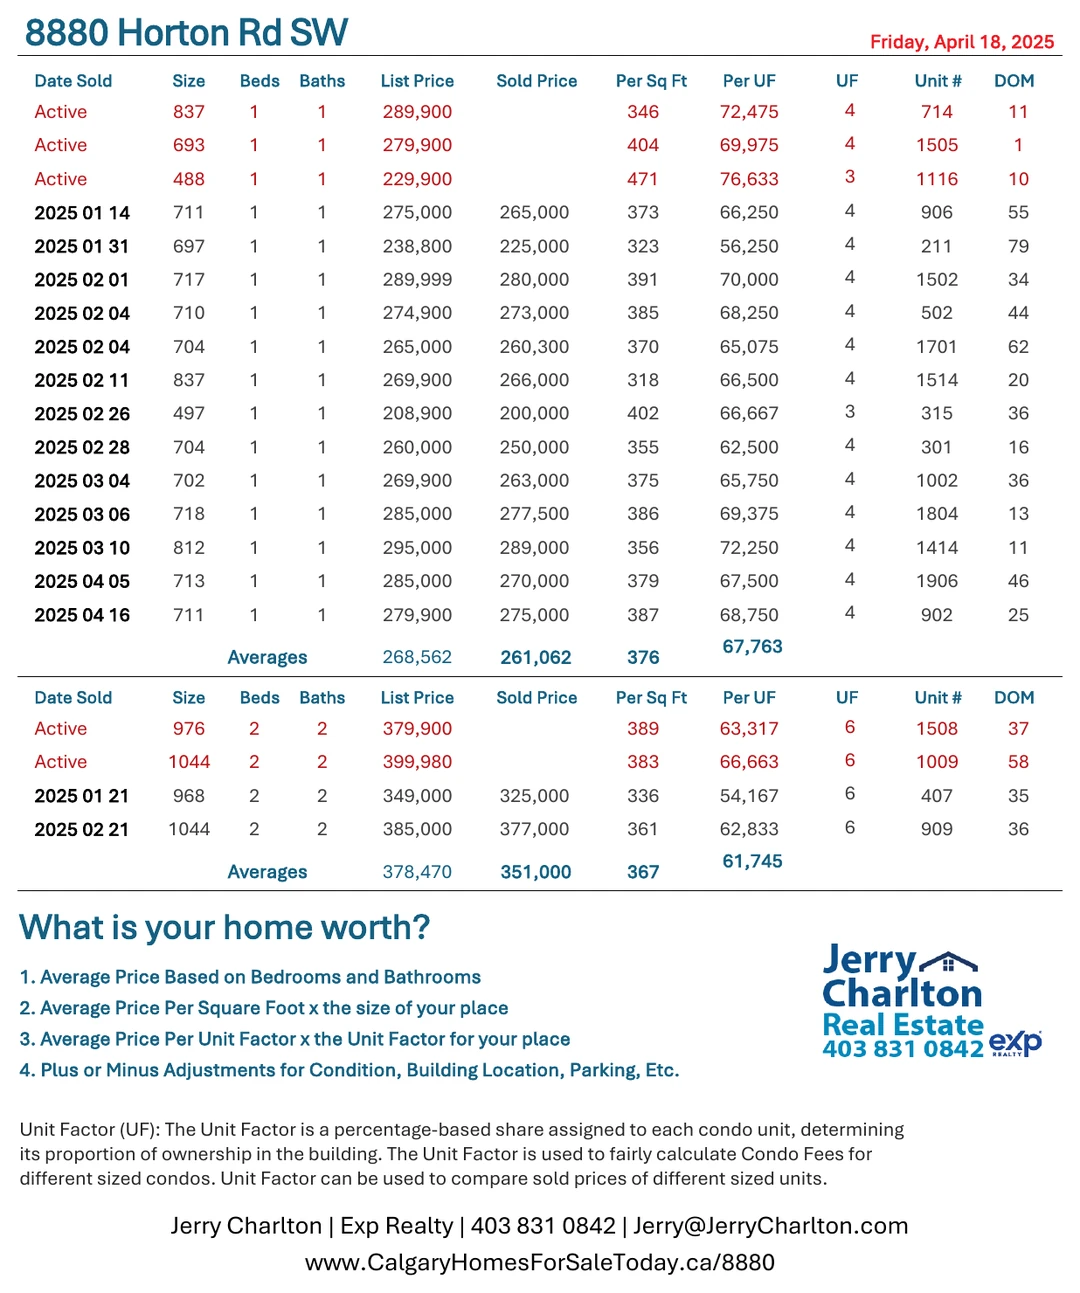 8880 Horton Rd SW
Friday, April 18, 2025
Date Sold Size Beds Baths List Price Sold Price Per Sq Ft Per UF UF Unit # DOM
Active 837 1 1 289,900 346 72,475 4 714 11
Active 693 1 1 279,900 404 69,975 4 1505 1
Active 488 1 1 229,900 471 76,633 3 1116 10
2025 01 14 711 1 1 275,000 265,000 373 66,250 4 906 55
2025 01 31 697 1 1 238,800 225,000 323 56,250 4 211 79
2025 02 01 717 1 1 289,999 280,000 391 70,000 4 1502 34
2025 02 04 710 1 1 274,900 273,000 385 68,250 4 502 44
2025 02 04 704 1 1 265,000 260,300 370 65,075 4 1701 62
2025 02 11 837 1 1 269,900 266,000 318 66,500 4 1514 20
2025 02 26 497 1 1 208,900 200,000 402 66,667 3 315 36
2025 02 28 704 1 1 260,000 250,000 355 62,500 4 301 16
2025 03 04 702 1 1 269,900 263,000 375 65,750 4 1002 36
2025 03 06 718 1 1 285,000 277,500 386 69,375 4 1804 13
2025 03 10 812 1 1 295,000 289,000 356 72,250 4 1414 11
2025 04 05 713 1 1 285,000 270,000 379 67,500 4 1906 46
2025 04 16 711 1 1 279,900 275,000 387 68,750 4 902 25
Averages 268,562 261,062 376 67,763
Date Sold Size Beds Baths List Price Sold Price Per Sq Ft Per UF UF Unit # DOM
Active 976 2 2 379,900 389 63,317 6 1508 37
Active 1044 2 2 399,980 383 66,663 6 1009 58
2025 01 21 968 2 2 349,000 325,000 336 54,167 6 407 35
2025 02 21 1044 2 2 385,000 377,000 361 62,833 6 909 36
Averages 378,470 351,000 367 61,745
What is your home worth?
1. Average Price Based on Bedrooms and Bathrooms
2. Average Price Per Square Foot x the size of your place
3. Average Price Per Unit Factor x the Unit Factor for your place
4. Plus or Minus Adjustments for Condition, Building Location, Parking, Etc.
Jerry
Charlton
Real Estate
403 831 0842
exp
REALTY
Unit Factor (UF): The Unit Factor is a percentage-based share assigned to each condo unit, determining
its proportion of ownership in the building. The Unit Factor is used to fairly calculate Condo Fees for
different sized condos. Unit Factor can be used to compare sold prices of different sized units.
Jerry Charlton | Exp Realty | 403 831 0842 | Jerry@JerryCharlton.com
www.CalgaryHomesForSaleToday.ca/8880